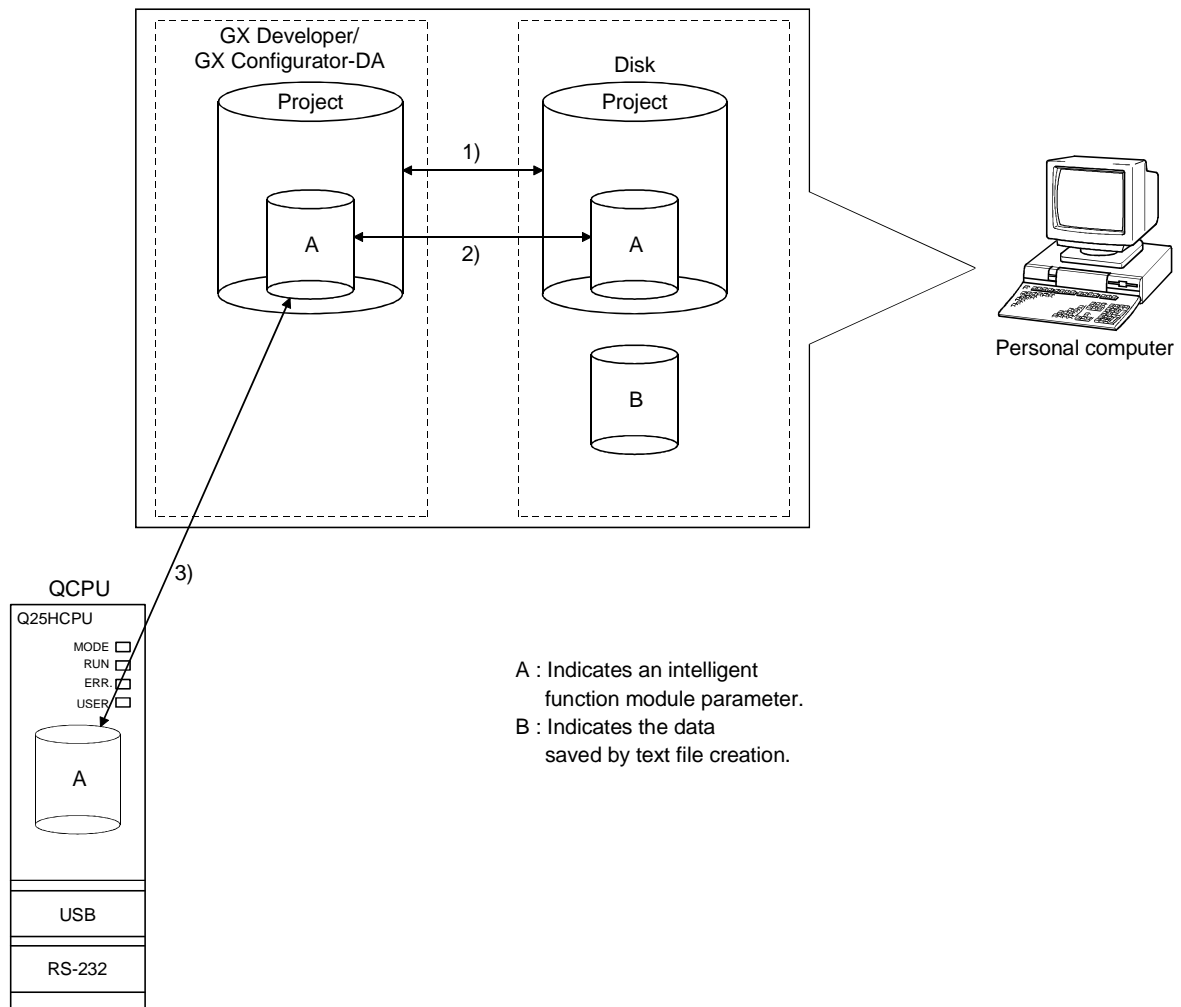 GX Developer/
GX Configurator-DA
Disk
Project
Project
1)
A
2)
A
B
Personal computer
3)
QCPU
Q25HCPU
MODE
RUN
ERR.
USER
A
USB
RS-232
A : Indicates an intelligent
function module parameter.
B : Indicates the data
saved by text file creation.